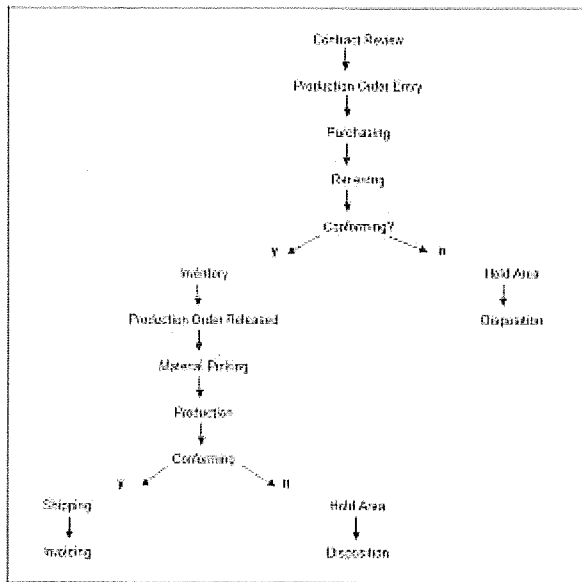 Contract Review
Production Order Entry
Purchasing
Receiving
Conforming?
y n
Inventory Hold Area
Production Order Released Disposition
Material Picking
Production
Conforming
y n
Shipping Hold Area
Invoicing Disposition